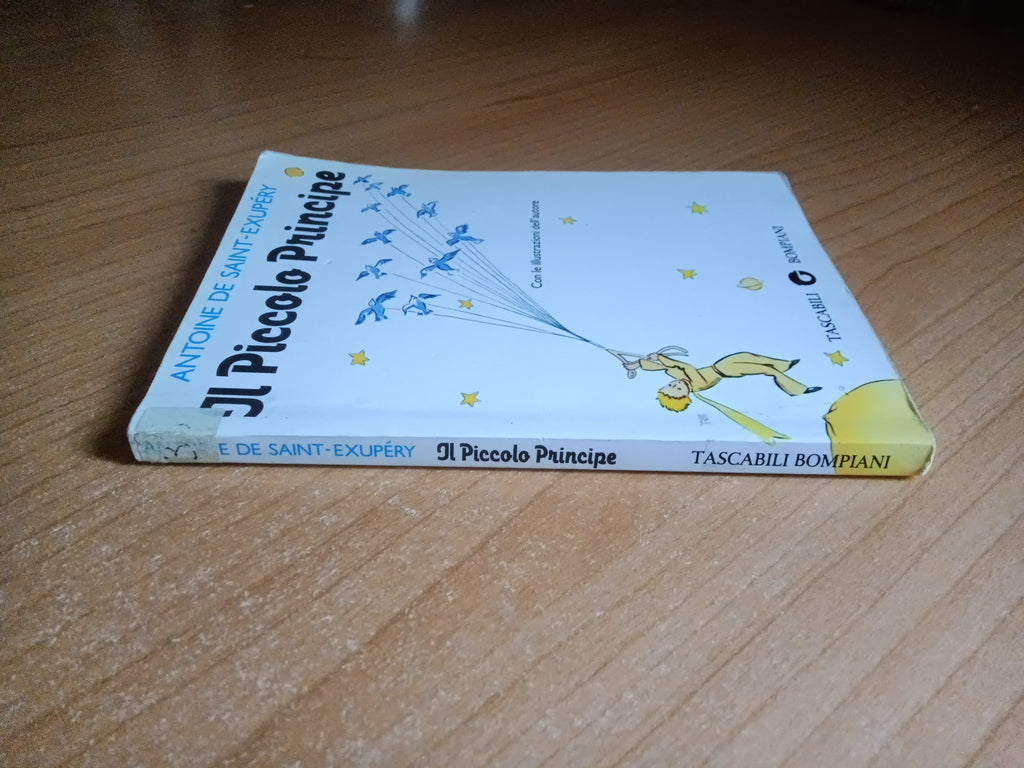 ANTOINE DE SAINT-EXUPÉRY
Il Piccolo Principe
Con le illustrazioni dell'autore
TASCABILI BOMPIANI
E DE SAINT-EXUPÉRY Il Piccolo Principe TASCABILI BOMPIANI